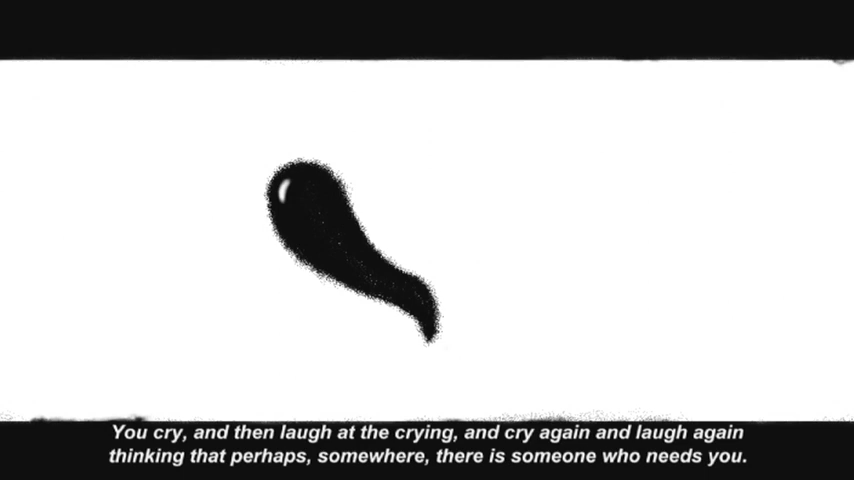 You cry, and then laugh at the crying, and cry again and laugh again
thinking that perhaps, somewhere, there is someone who needs you.